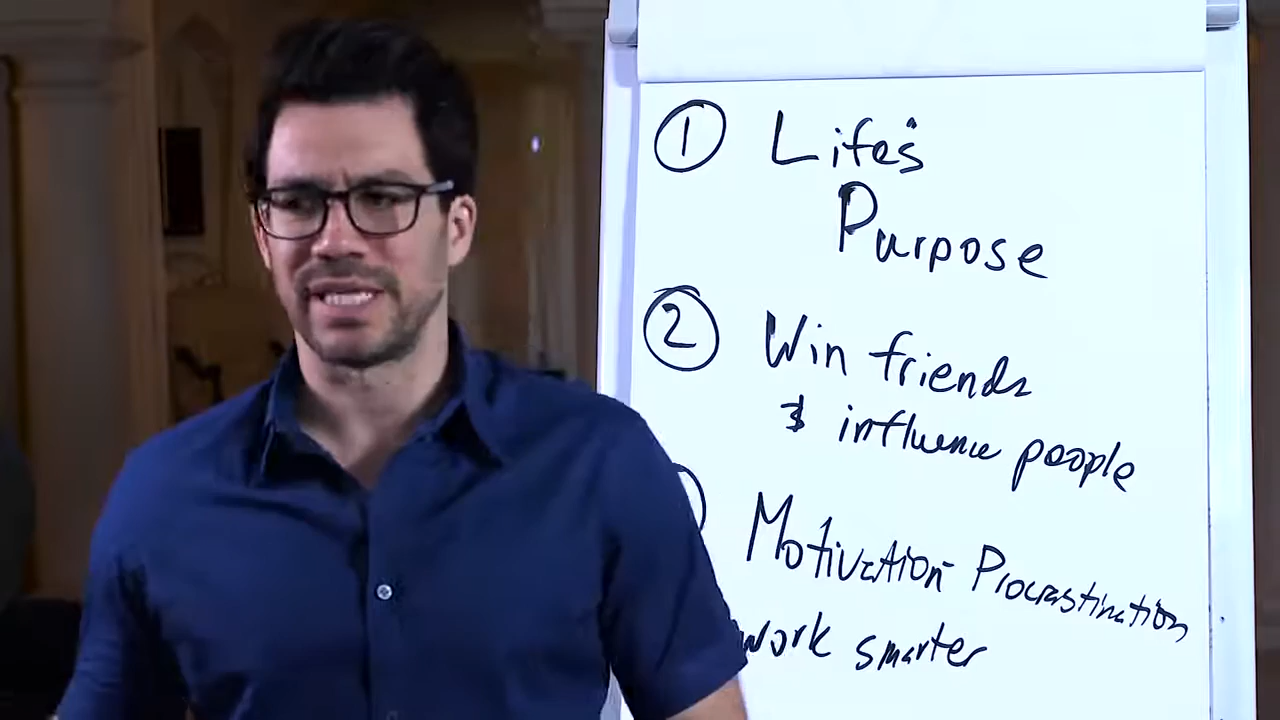 1 Life's
Purpose
2 Win friends
& influence people
Motivation Procrastination
work smarter